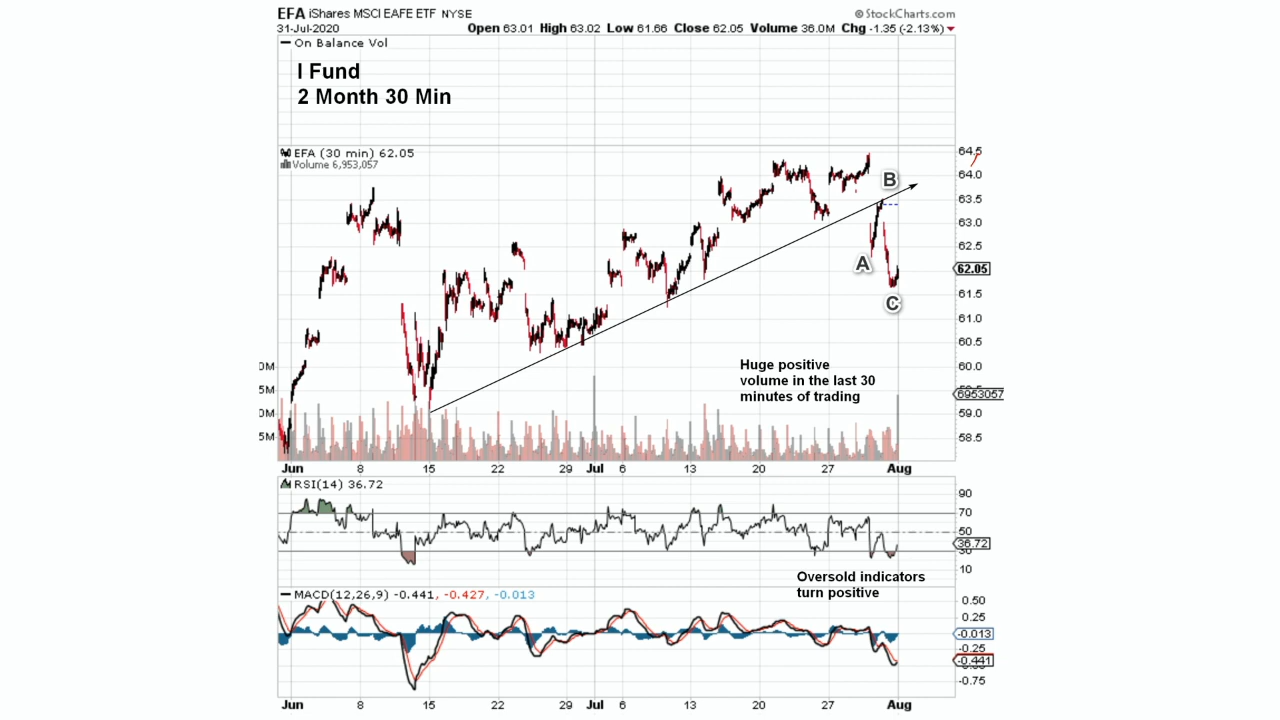 EFA iShares MSCI EAFE ETF NYSE
© StockCharts.com
31-Jul-2020
Open 63.01 High 63.02 Low 61.66 Close 62.05 Volume 36.0M Chg -1.35 (-2.13%)
On Balance Vol
I Fund
2 Month 30 Min
EFA (30 min) 62.05
Volume 6,953,057
64.5
64.0
63.5
63.0
62.5
62.05
61.5
61.0
60.5
60.0
59.0
58.5
6953057
0M
5M
0M
5M
A
B
C
Huge positive
volume in the last 30
minutes of trading
Jun 8 15 22 29 Jul 6 13 20 27 Aug
RSI(14) 36.72
90
70
50
36.72
30
10
Oversold indicators
turn positive
MACD(12,26,9) -0.441, -0.427, -0.013
0.50
0.25
-0.013
-0.25
-0.441
-0.75
Jun 8 15 22 29 Jul 6 13 20 27 Aug